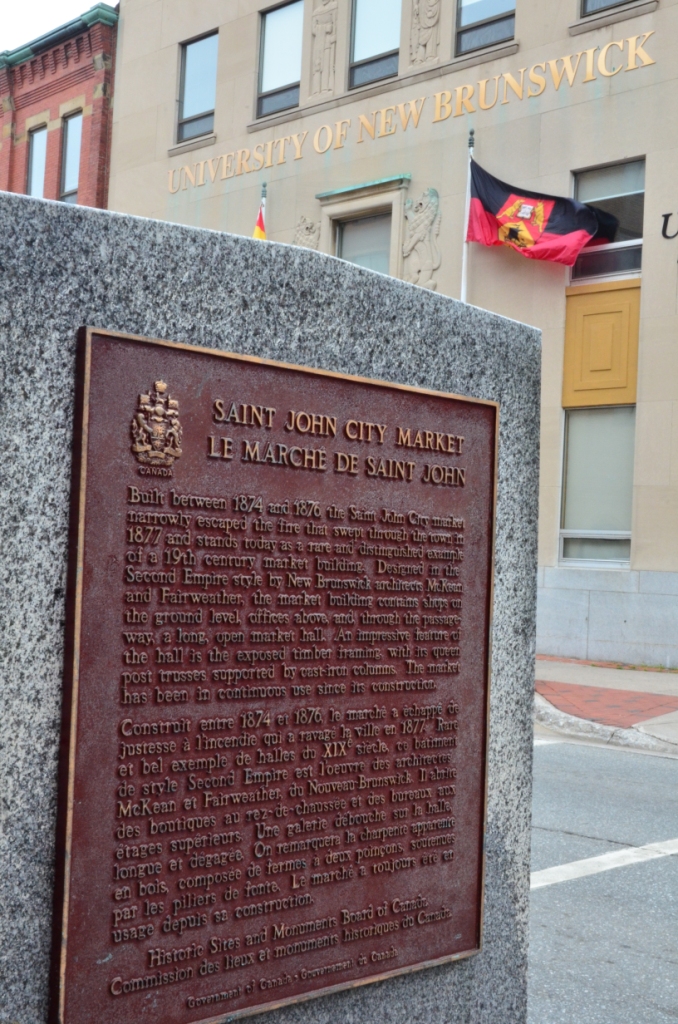 UNIVERSITY OF NEW BRUNSWICK
U
CANADA
SAINT JOHN CITY MARKET
LE MARCHÉ DE SAINT JOHN
Built between 1874 and 1876 the Saint John City market
narrowly escaped the fire that swept through the town in
1877 and stands today as a rare and distinguished example
of a 19th century market building. Designed in the
Second Empire style by New Brunswick architects McKean
and Fairweather, the market building contains shops on
the ground level, offices above, and through the passage-
way, a long, open market hall. An impressive feature of
the hall is the exposed timber framing, with its queen
post trusses supported by cast-iron columns. The market
has been in continuous use since its construction.
Construit entre 1874 et 1876, le marché a échappé de
justesse à l'incendie qui a ravagé la ville en 1877. Rare
et bel exemple de halles du XIXe siècle, ce bâtiment
de style Second Empire est l'oeuvre des architectes
McKean et Fairweather, du Nouveau-Brunswick. Il abrite
des boutiques au rez-de-chaussée et des bureaux aux
étages supérieurs. Une galerie débouche sur la halle,
longue et dégagée. On remarquera la charpente apparente
en bois, composée de fermes à deux poinçons, soutenues
par les piliers de fonte. Le marché a toujours été en
usage depuis sa construction.
Historic Sites and Monuments Board of Canada.
Commission des lieux et monuments historiques du Canada.
Government of Canada - Gouvernement du Canada